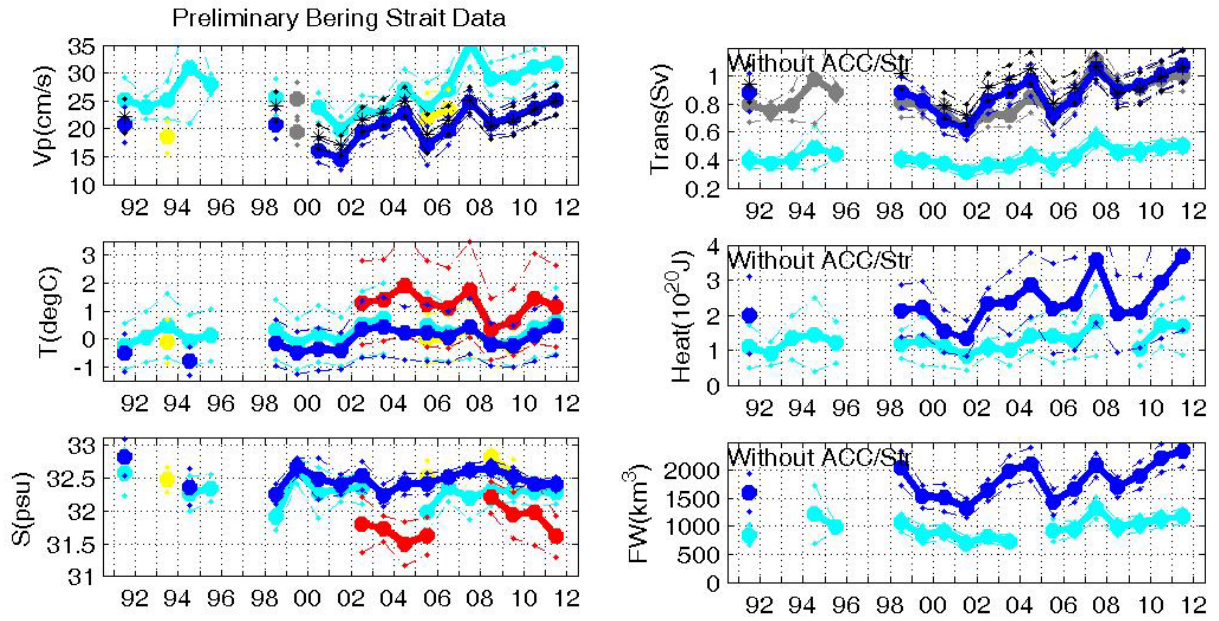 Preliminary Bering Strait Data
Vp(cm/s)
35
30
25
20
15
10
92 94 96 98 00 02 04 06 08 10 12
Without ACC/Str
Trans(Sv)
1
0.8
0.6
0.4
0.2
92 94 96 98 00 02 04 06 08 10 12
T(degC)
3
2
1
0
-1
92 94 96 98 00 02 04 06 08 10 12
Without ACC/Str
Heat(10²⁰J)
4
3
2
1
0
92 94 96 98 00 02 04 06 08 10 12
S(psu)
33
32.5
32
31.5
31
92 94 96 98 00 02 04 06 08 10 12
Without ACC/Str
FW(km³)
2000
1500
1000
500
0
92 94 96 98 00 02 04 06 08 10 12